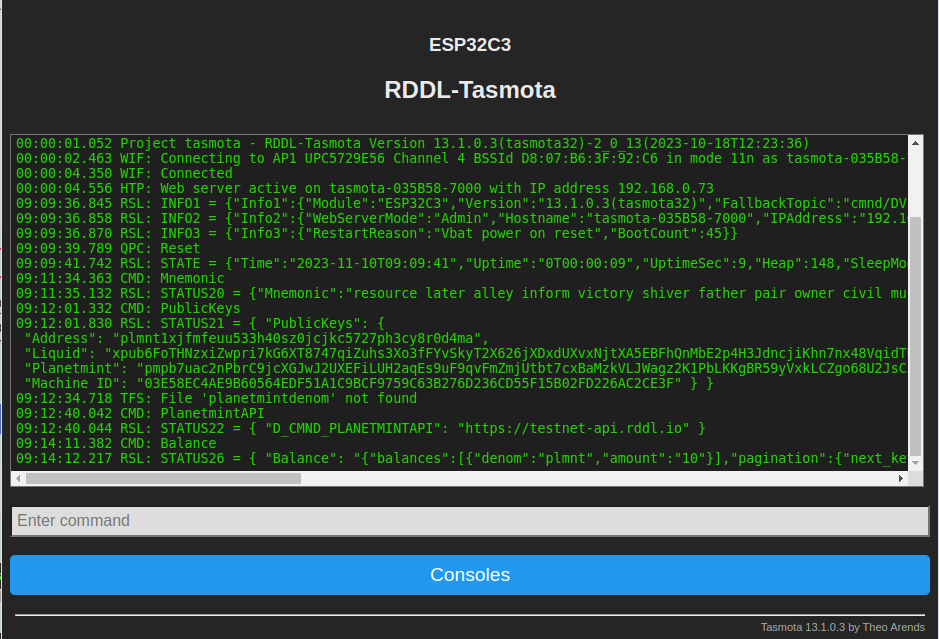 ESP32C3
RDDL-Tasmota
00:00:01.052 Project tasmota - RDDL-Tasmota Version 13.1.0.3(tasmota32)-2_0_13(2023-10-18T12:23:36)
00:00:02.463 WIF: Connecting to AP1 UPC5729E56 Channel 4 BSSId D8:07:B6:3F:92:C6 in mode 11n as tasmota-035B58-
00:00:04.350 WIF: Connected
00:00:04.556 HTP: Web server active on tasmota-035B58-7000 with IP address 192.168.0.73
09:09:36.845 RSL: INFO1 = {"Info1":{"Module":"ESP32C3","Version":"13.1.0.3(tasmota32)","FallbackTopic":"cmnd/DV
09:09:36.858 RSL: INFO2 = {"Info2":{"WebServerMode":"Admin","Hostname":"tasmota-035B58-7000","IPAddress":"192.1
09:09:36.870 RSL: INFO3 = {"Info3":{"RestartReason":"Vbat power on reset","BootCount":45}}
09:09:39.789 QPC: Reset
09:09:41.742 RSL: STATE = {"Time":"2023-11-10T09:09:41","Uptime":"0T00:00:09","UptimeSec":9,"Heap":148,"SleepMo
09:11:34.363 CMD: Mnemonic
09:11:35.132 RSL: STATUS20 = {"Mnemonic":"resource later alley inform victory shiver father pair owner civil mu
09:12:01.332 CMD: PublicKeys
09:12:01.830 RSL: STATUS21 = { "PublicKeys": {
"Address": "plmnt1xjfmfeuu533h40sz0jcjkc5727ph3cy8r0d4ma",
"Liquid": "xpub6FoTHNzxiZwpri7kG6XT8747qiZuhs3Xo3fFYvSkyT2X626jXDxdUXvxNjtXA5EBFhQnMbE2p4H3JdncjiKhn7nx48VqidT
"Planetmint": "pmpb7uac2nPbrC9jcXGJwJ2UXEFiLUH2aqEs9uF9qvFmZmjUtbt7cxBaMzkVLJWagz2K1PbLKKgBR59yVxkLCZgo68U2JsC
"Machine ID": "03E58EC4AE9B60564EDF51A1C9BCF9759C63B276D236CD55F15B02FD226AC2CE3F" } }
09:12:34.718 TFS: File 'planetmintdenom' not found
09:12:40.042 CMD: PlanetmintAPI
09:12:40.044 RSL: STATUS22 = { "D_CMND_PLANETMINTAPI": "https://testnet-api.rddl.io" }
09:14:11.382 CMD: Balance
09:14:12.217 RSL: STATUS26 = { "Balance": "{"balances":[{"denom":"plmnt","amount":"10"}],"pagination":{"next_ke
Enter command
Consoles
Tasmota 13.1.0.3 by Theo Arends